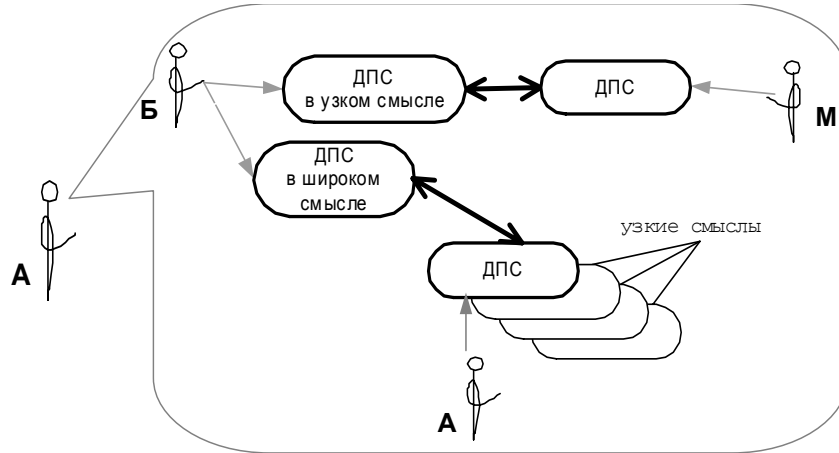 Б
ДПС
в узком смысле
ДПС
М
ДПС
в широком
смысле
А
узкие смыслы
ДПС
А